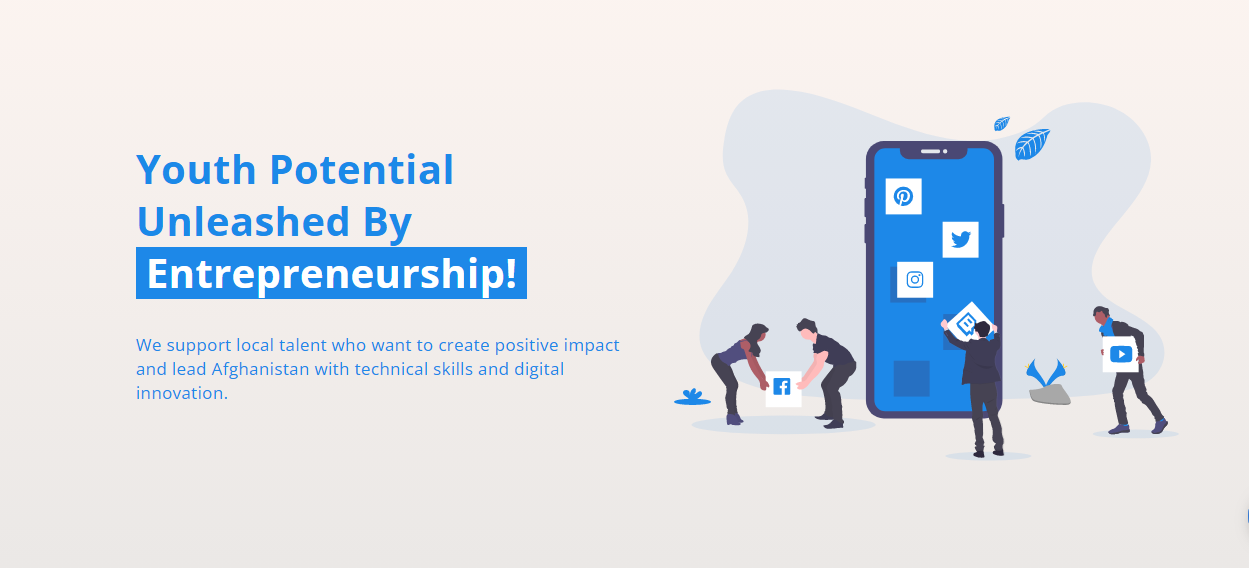 Youth Potential
Unleashed By
Entrepreneurship!
We support local talent who want to create positive impact
and lead Afghanistan with technical skills and digital
innovation.